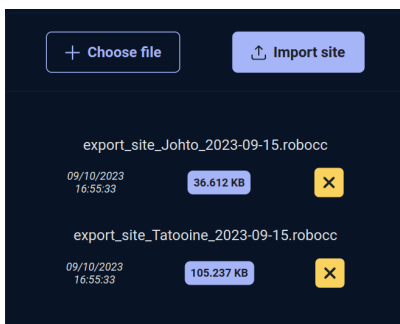 Choose file
Import site
export_site_Johto_2023-09-15.robocc
09/10/2023
16:55:33
36.612 KB
export_site_Tatooine_2023-09-15.robocc
09/10/2023
16:55:33
105.237 KB